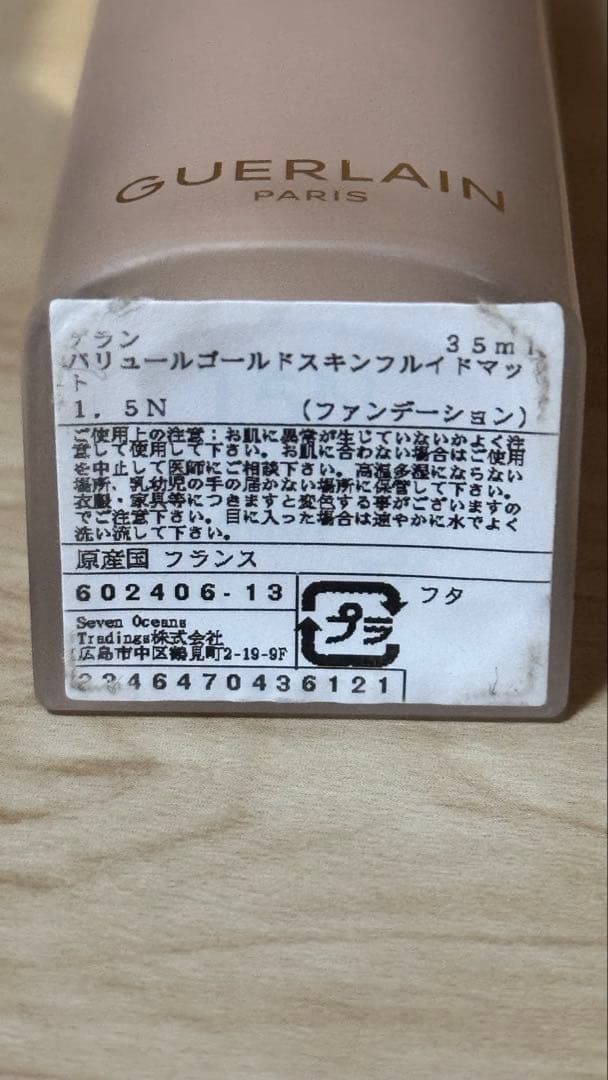 GUERLAIN
PARIS
ゲラン 35ml
パリュールゴールドスキンフルイドマッ
ト
1.5N (ファンデーション)
ご使用上の注意：お肌に異常が生じていないかよく注
意して使用して下さい。お肌に合わない場合はご使用
を中止して医師にご相談下さい。高温多湿にならない
場所、乳幼児の手の届かない場所に保管して下さい。
衣服・家具等につきますと変色する事がございますの
でご注意下さい。目に入った場合は速やかに水でよく
洗い流して下さい。
原産国 フランス
602406-13
プラ フタ
Seven Oceans
Tradings株式会社
広島市中区鶴見町2-19-9F
3346470436121